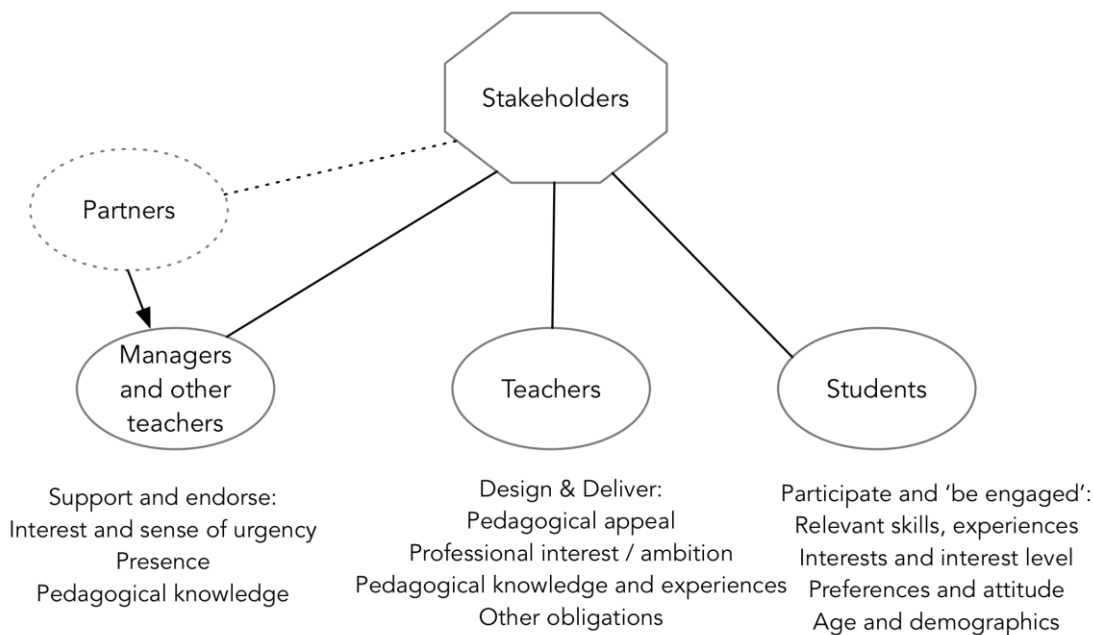 Stakeholders
Partners
Managers
and other
teachers
Teachers
Students
Support and endorse:
Interest and sense of urgency
Presence
Pedagogical knowledge
Design & Deliver:
Pedagogical appeal
Professional interest / ambition
Pedagogical knowledge and experiences
Other obligations
Participate and ‘be engaged’:
Relevant skills, experiences
Interests and interest level
Preferences and attitude
Age and demographics